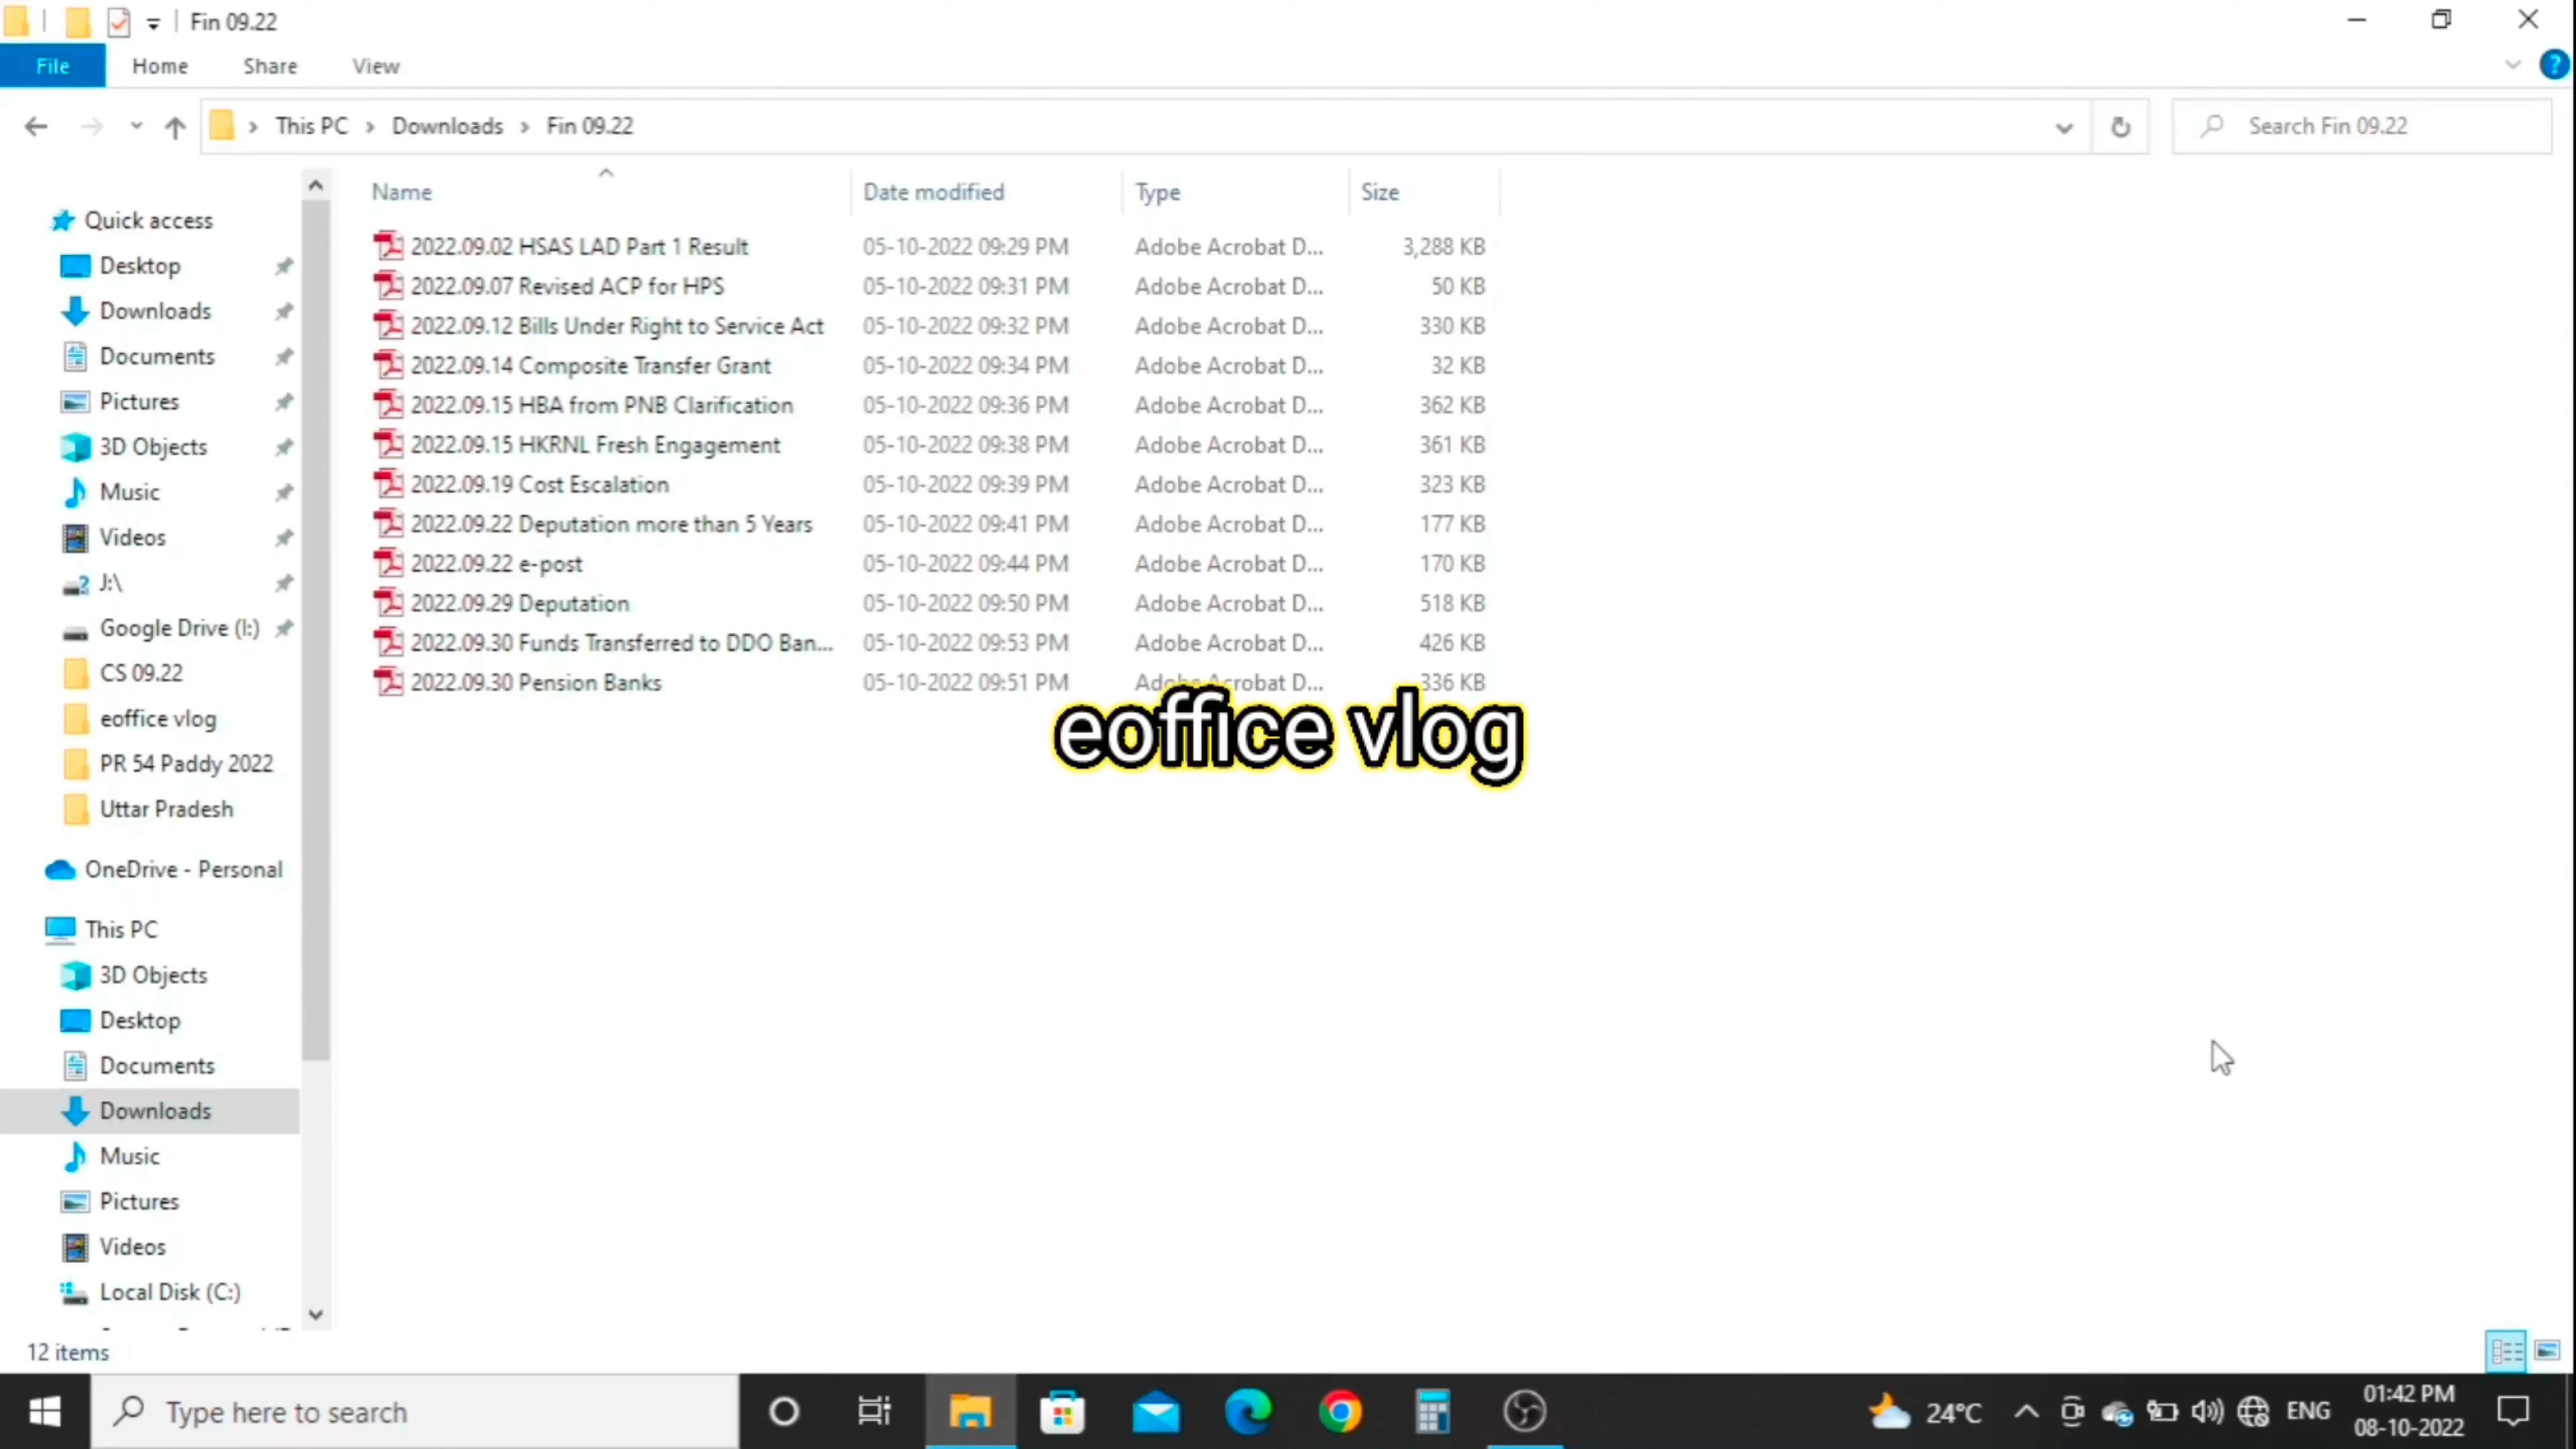 Fin 09.22
File Home Share View
This PC Downloads Fin 09.22 Search Fin 09.22
Name Date modified Type Size
Quick access
Desktop
Downloads
Documents
Pictures
3D Objects
Music
Videos
J:\
Google Drive (I:)
CS 09.22
eoffice vlog
PR 54 Paddy 2022
Uttar Pradesh
OneDrive - Personal
This PC
3D Objects
Desktop
Documents
Downloads
Music
Pictures
Videos
Local Disk (C:)
2022.09.02 HSAS LAD Part 1 Result 05-10-2022 09:29 PM Adobe Acrobat D... 3,288 KB
2022.09.07 Revised ACP for HPS 05-10-2022 09:31 PM Adobe Acrobat D... 50 KB
2022.09.12 Bills Under Right to Service Act 05-10-2022 09:32 PM Adobe Acrobat D... 330 KB
2022.09.14 Composite Transfer Grant 05-10-2022 09:34 PM Adobe Acrobat D... 32 KB
2022.09.15 HBA from PNB Clarification 05-10-2022 09:36 PM Adobe Acrobat D... 362 KB
2022.09.15 HKRNL Fresh Engagement 05-10-2022 09:38 PM Adobe Acrobat D... 361 KB
2022.09.19 Cost Escalation 05-10-2022 09:39 PM Adobe Acrobat D... 323 KB
2022.09.22 Deputation more than 5 Years 05-10-2022 09:41 PM Adobe Acrobat D... 177 KB
2022.09.22 e-post 05-10-2022 09:44 PM Adobe Acrobat D... 170 KB
2022.09.29 Deputation 05-10-2022 09:50 PM Adobe Acrobat D... 518 KB
2022.09.30 Funds Transferred to DDO Ban... 05-10-2022 09:53 PM Adobe Acrobat D... 426 KB
2022.09.30 Pension Banks 05-10-2022 09:51 PM Adobe Acrobat D... 336 KB
eoffice vlog
12 items
Type here to search
24°C ENG 01:42 PM
08-10-2022